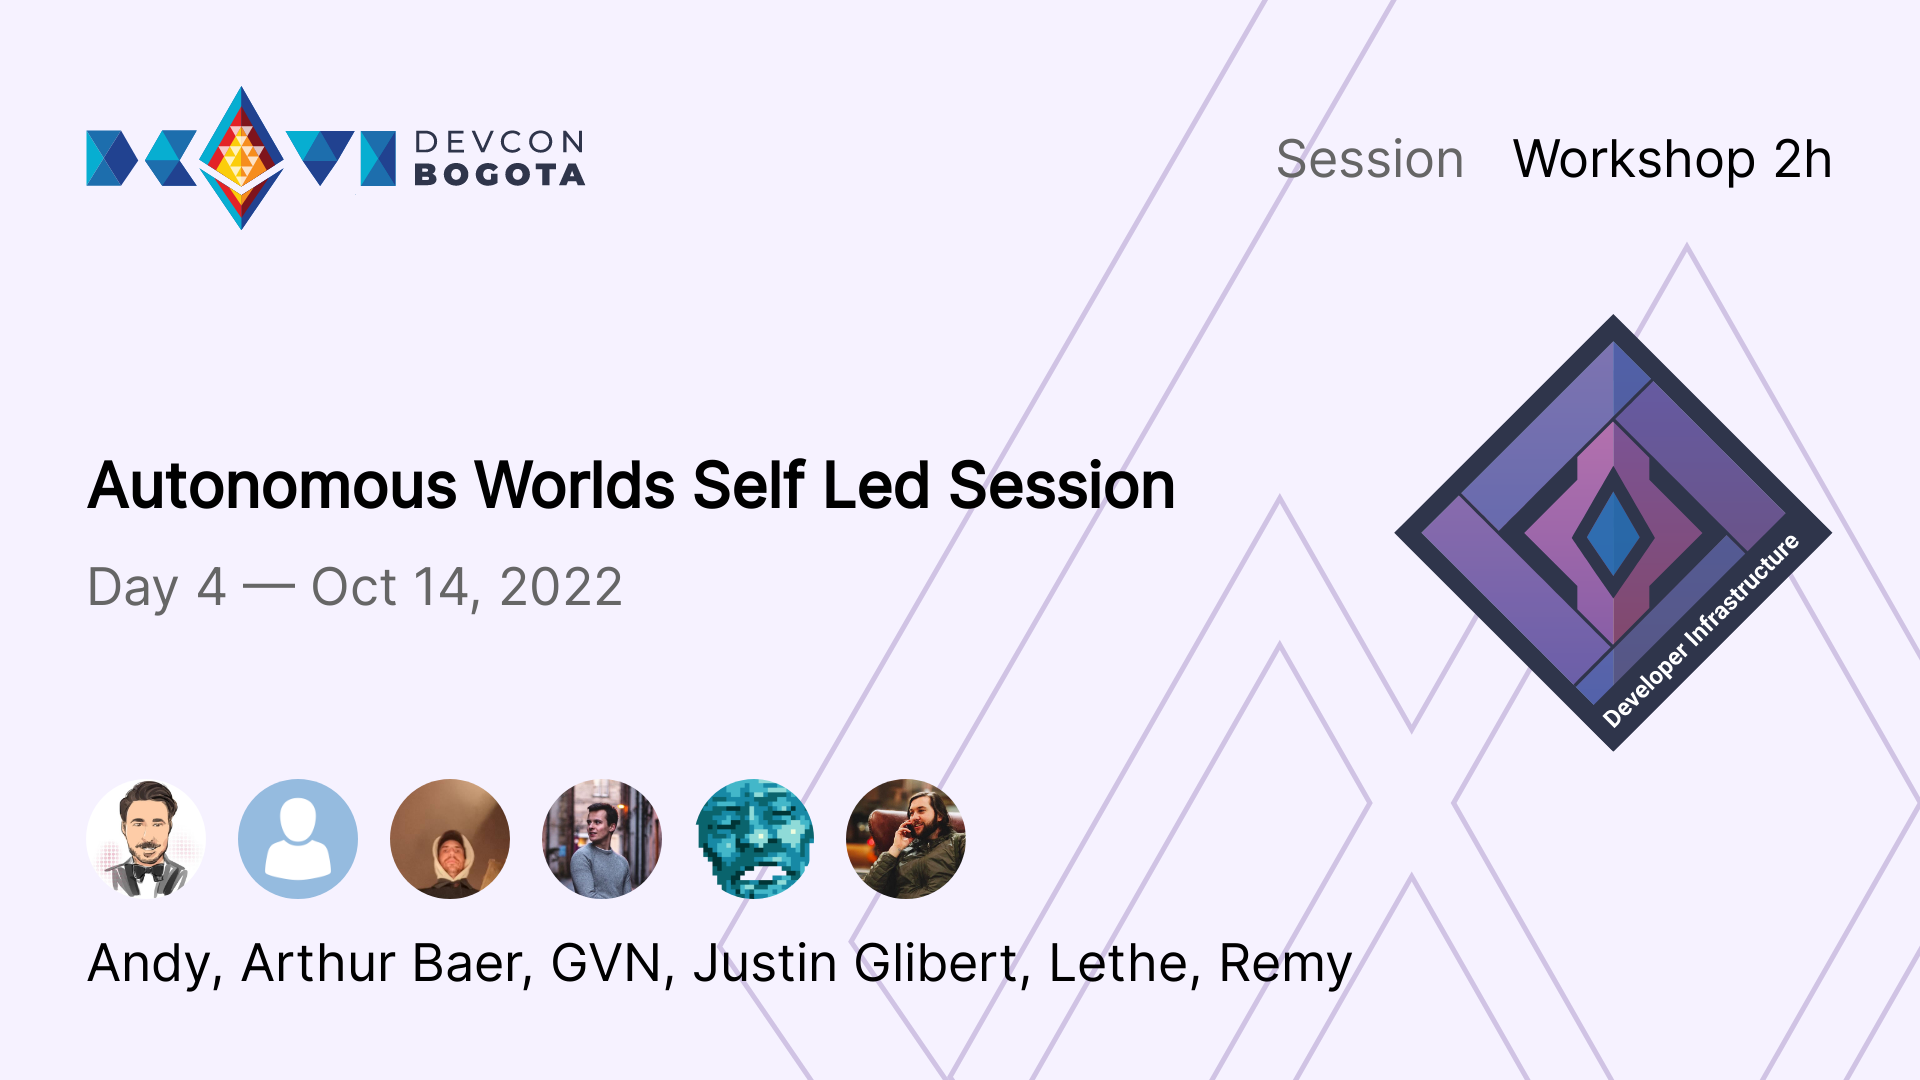 DEVI
DEVCON
BOGOTA
Session Workshop 2h
Autonomous Worlds Self Led Session
Day 4 — Oct 14, 2022
Developer Infrastructure
Andy, Arthur Baer, GVN, Justin Glibert, Lethe, Remy